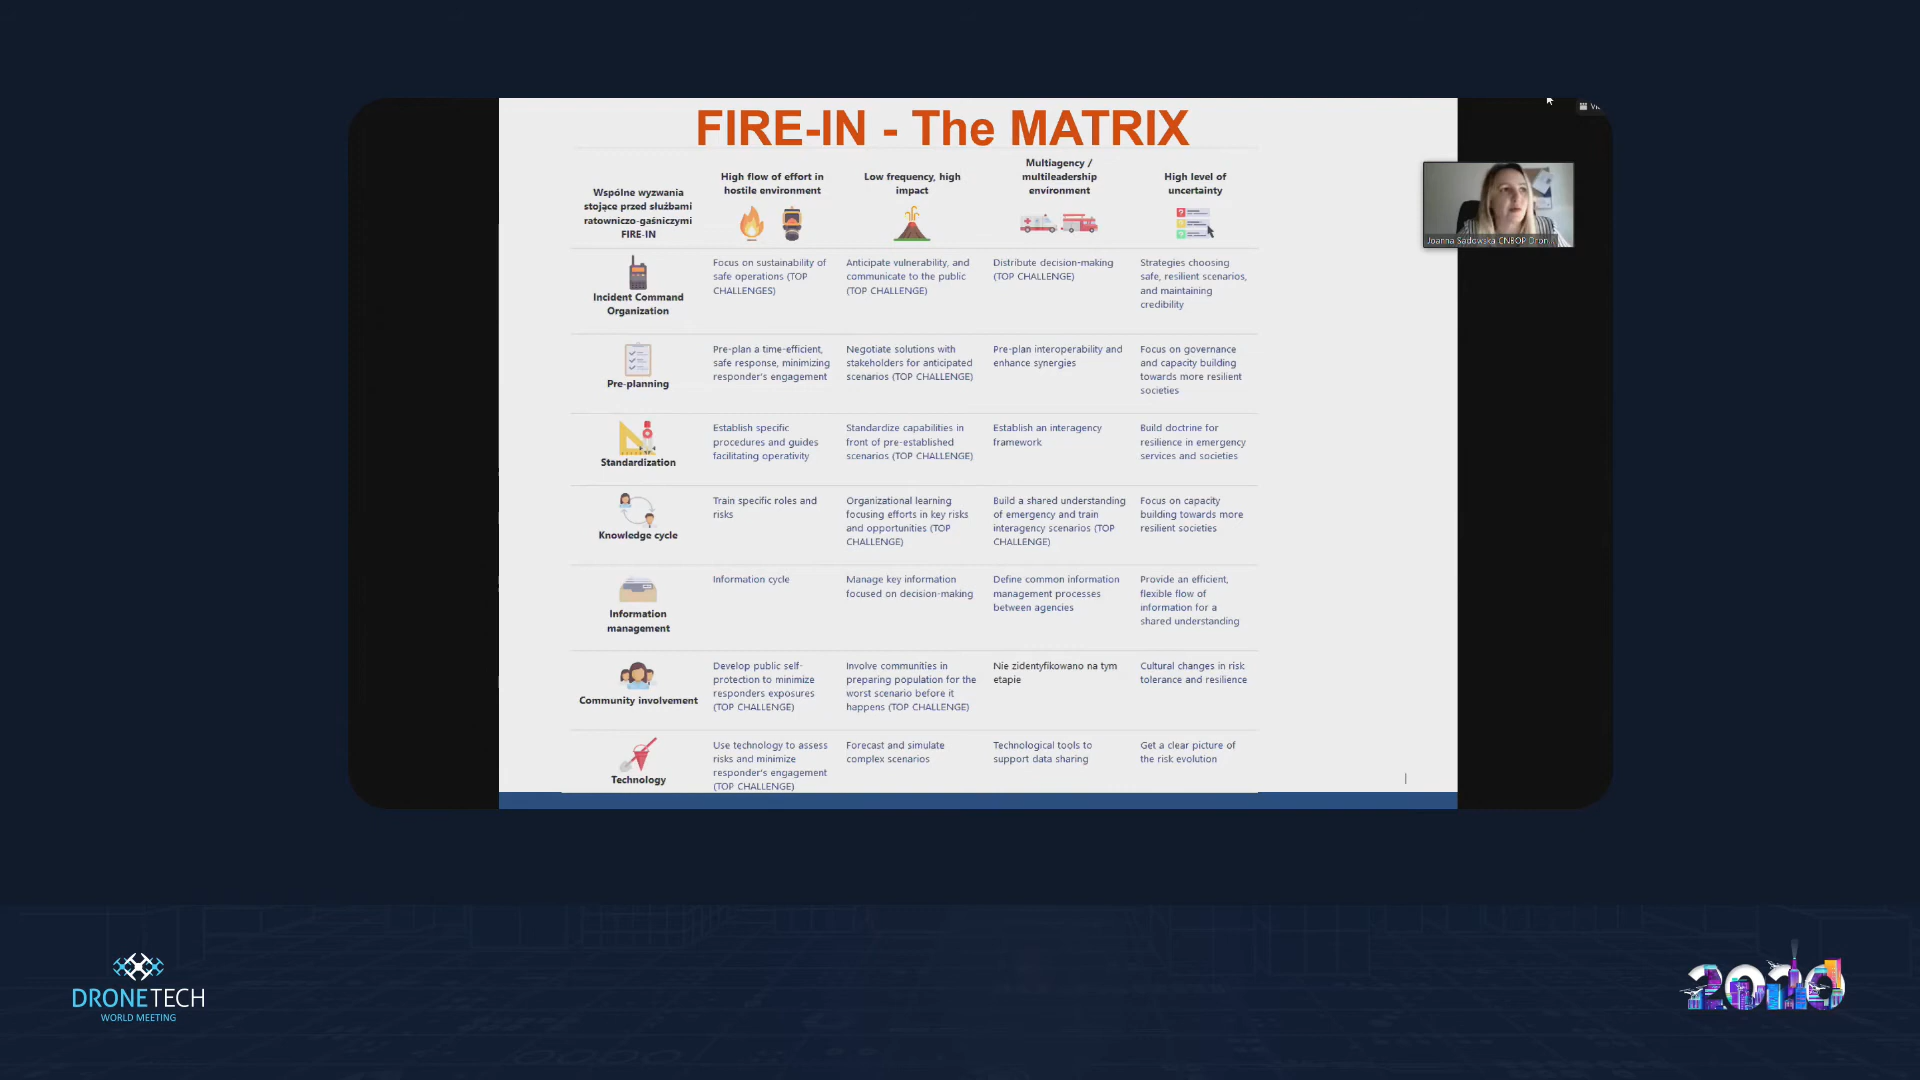 FIRE-IN - The MATRIX
Wspólne wyzwania
stojące przed służbami
ratowniczo-gaśniczymi
FIRE-IN
High flow of effort in
hostile environment
Low frequency, high
impact
Multiagency /
multileadership
environment
High level of
uncertainty
Incident Command
Organization
Focus on sustainability of
safe operations (TOP
CHALLENGES)
Anticipate vulnerability, and
communicate to the public
(TOP CHALLENGE)
Distribute decision-making
(TOP CHALLENGE)
Strategies choosing
safe, resilient scenarios,
and maintaining
credibility
Pre-planning
Pre-plan a time-efficient,
safe response, minimizing
responder's engagement
Negotiate solutions with
stakeholders for anticipated
scenarios (TOP CHALLENGE)
Pre-plan interoperability and
enhance synergies
Focus on governance
and capacity building
towards more resilient
societies
Standardization
Establish specific
procedures and guides
facilitating operativity
Standardize capabilities in
front of pre-established
scenarios (TOP CHALLENGE)
Establish an interagency
framework
Build doctrine for
resilience in emergency
services and societies
Knowledge cycle
Train specific roles and
risks
Organizational learning
focusing efforts in key risks
and opportunities (TOP
CHALLENGE)
Build a shared understanding
of emergency and train
interagency scenarios (TOP
CHALLENGE)
Focus on capacity
building towards more
resilient societies
Information
management
Information cycle
Manage key information
focused on decision-making
Define common information
management processes
between agencies
Provide an efficient,
flexible flow of
information for a
shared understanding
Community involvement
Develop public self-
protection to minimize
responders exposures
(TOP CHALLENGE)
Involve communities in
preparing population for the
worst scenario before it
happens (TOP CHALLENGE)
Nie zidentyfikowano na tym
etapie
Cultural changes in risk
tolerance and resilience
Technology
Use technology to assess
risks and minimize
responder's engagement
(TOP CHALLENGE)
Forecast and simulate
complex scenarios
Technological tools to
support data sharing
Get a clear picture of
the risk evolution
Joanna Sadowska CNBOP Dron...
DRONETECH
WORLD MEETING
2020